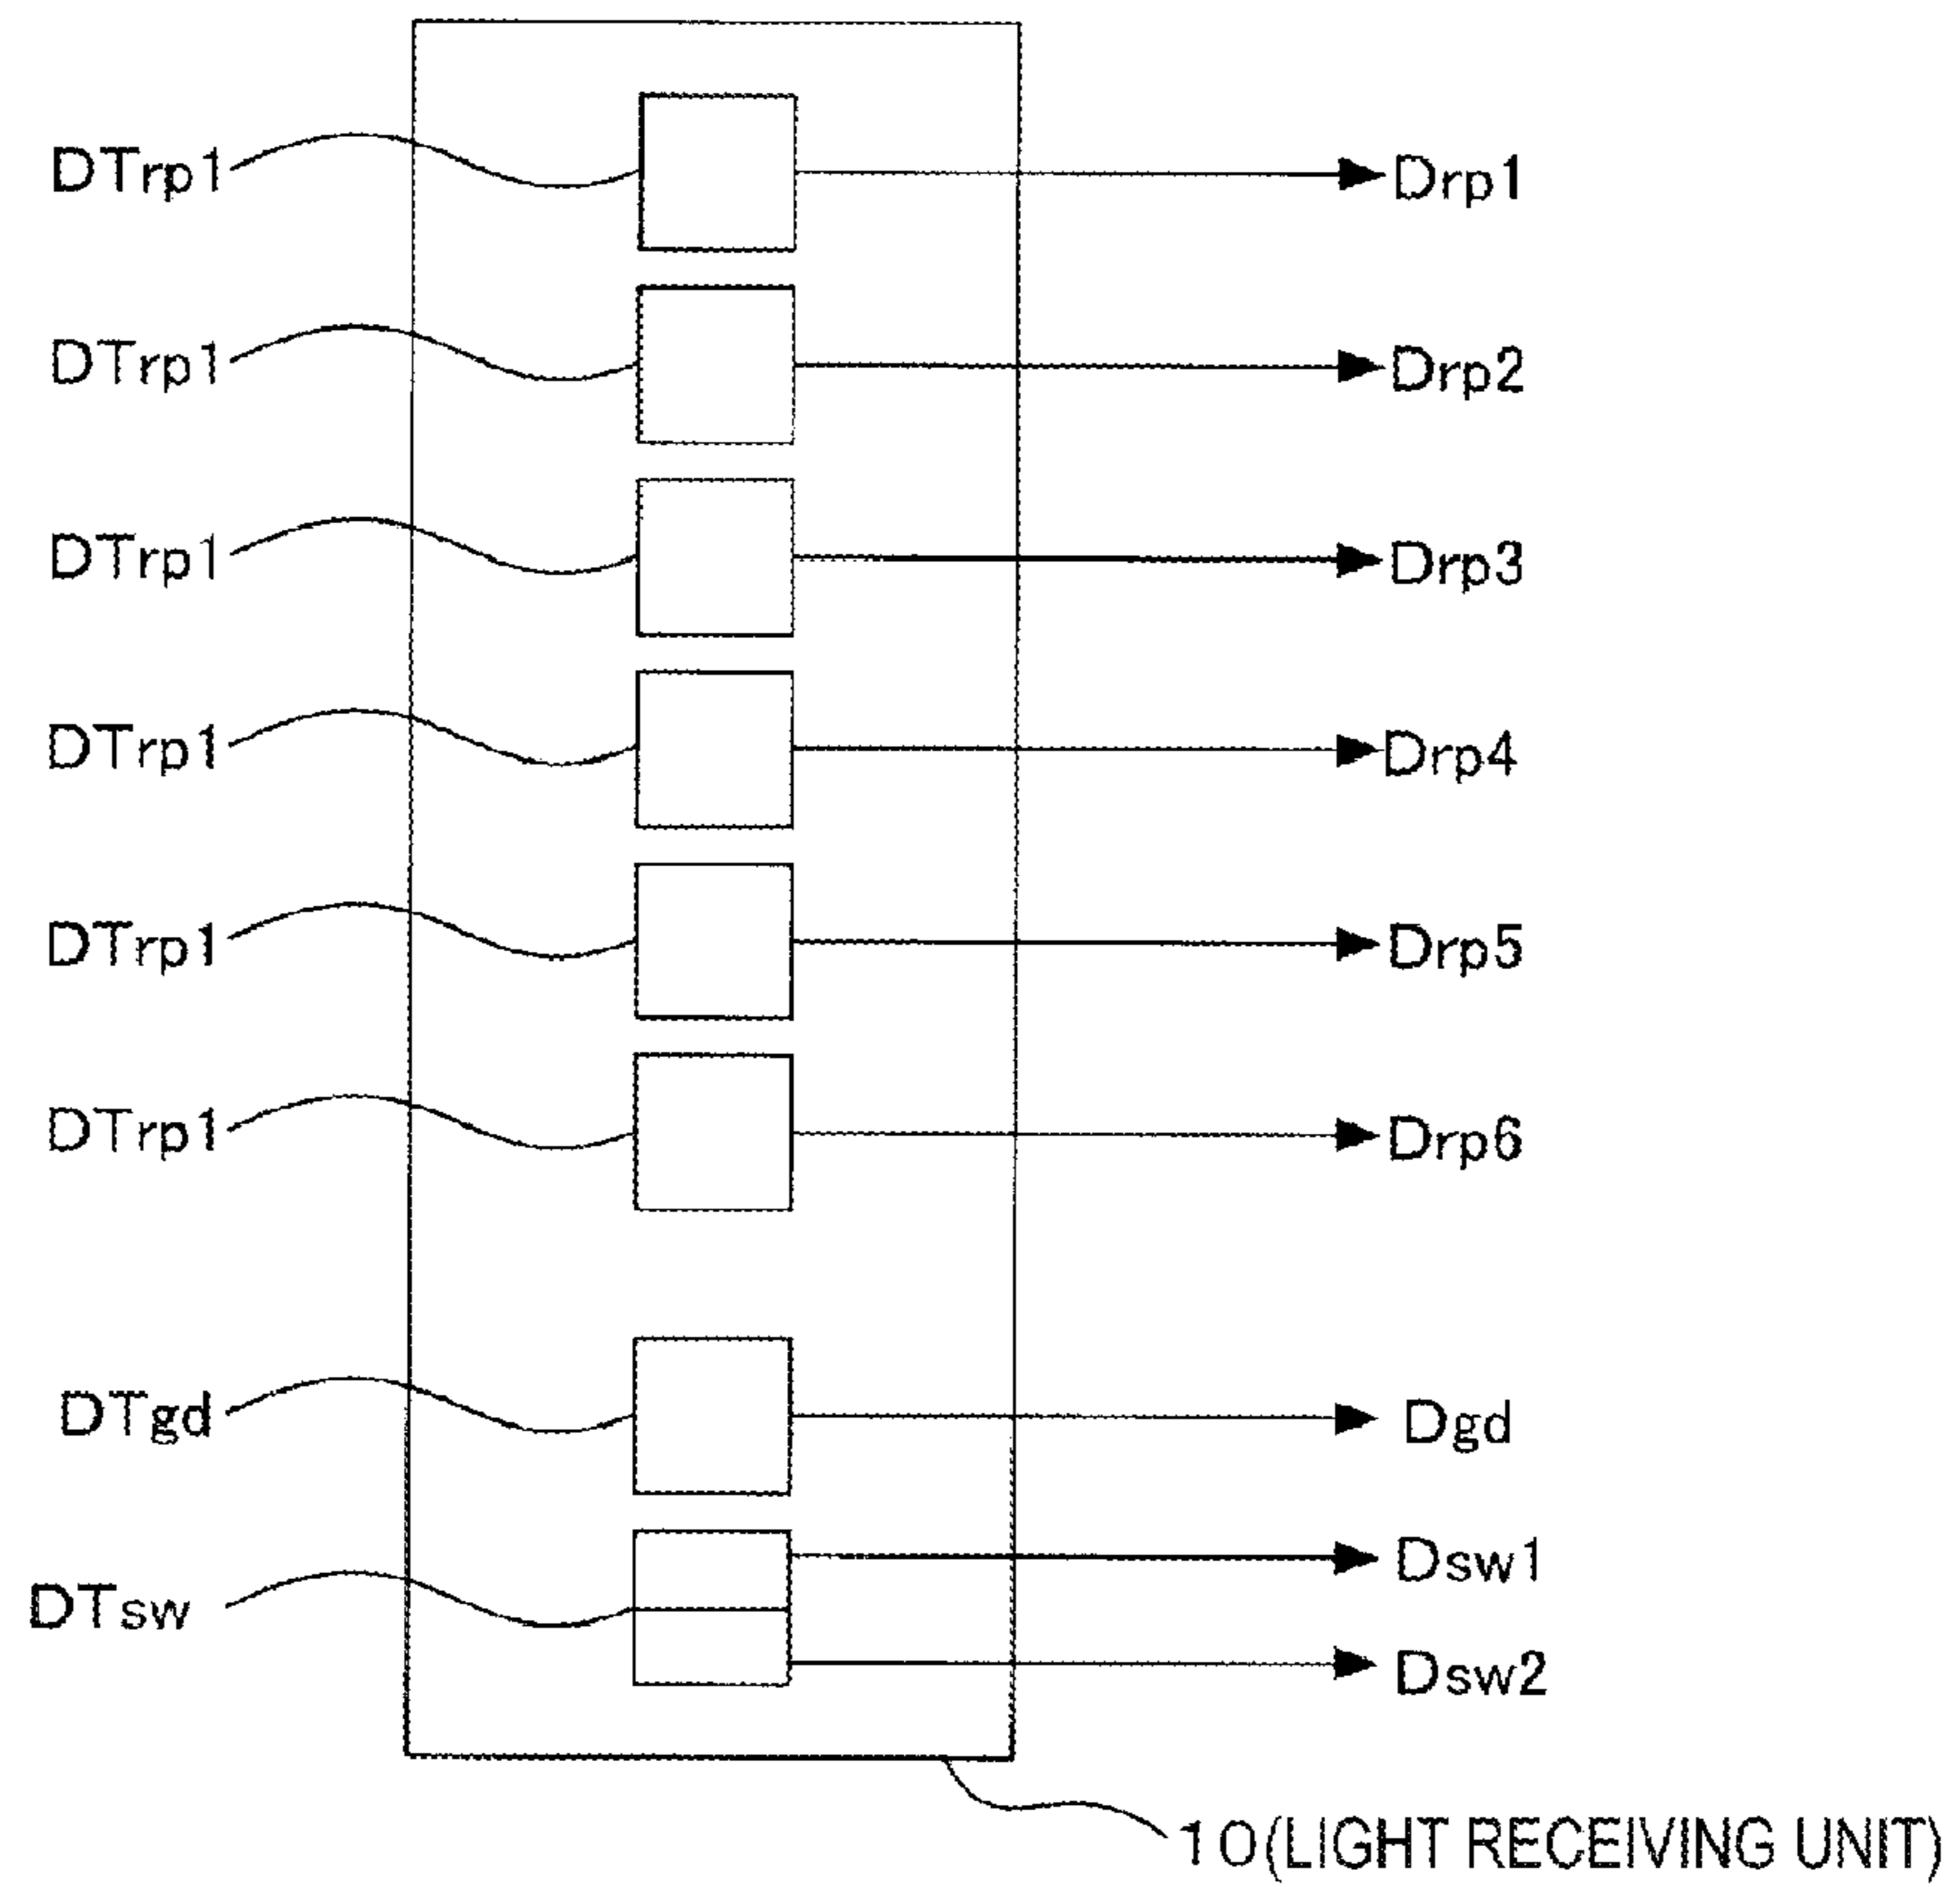 DTrp1 Drp1
DTrp1 Drp2
DTrp1 Drp3
DTrp1 Drp4
DTrp1 Drp5
DTrp1 Drp6
DTgd Dgd
Dsw1
DTsw
Dsw2
10(LIGHT RECEIVING UNIT)